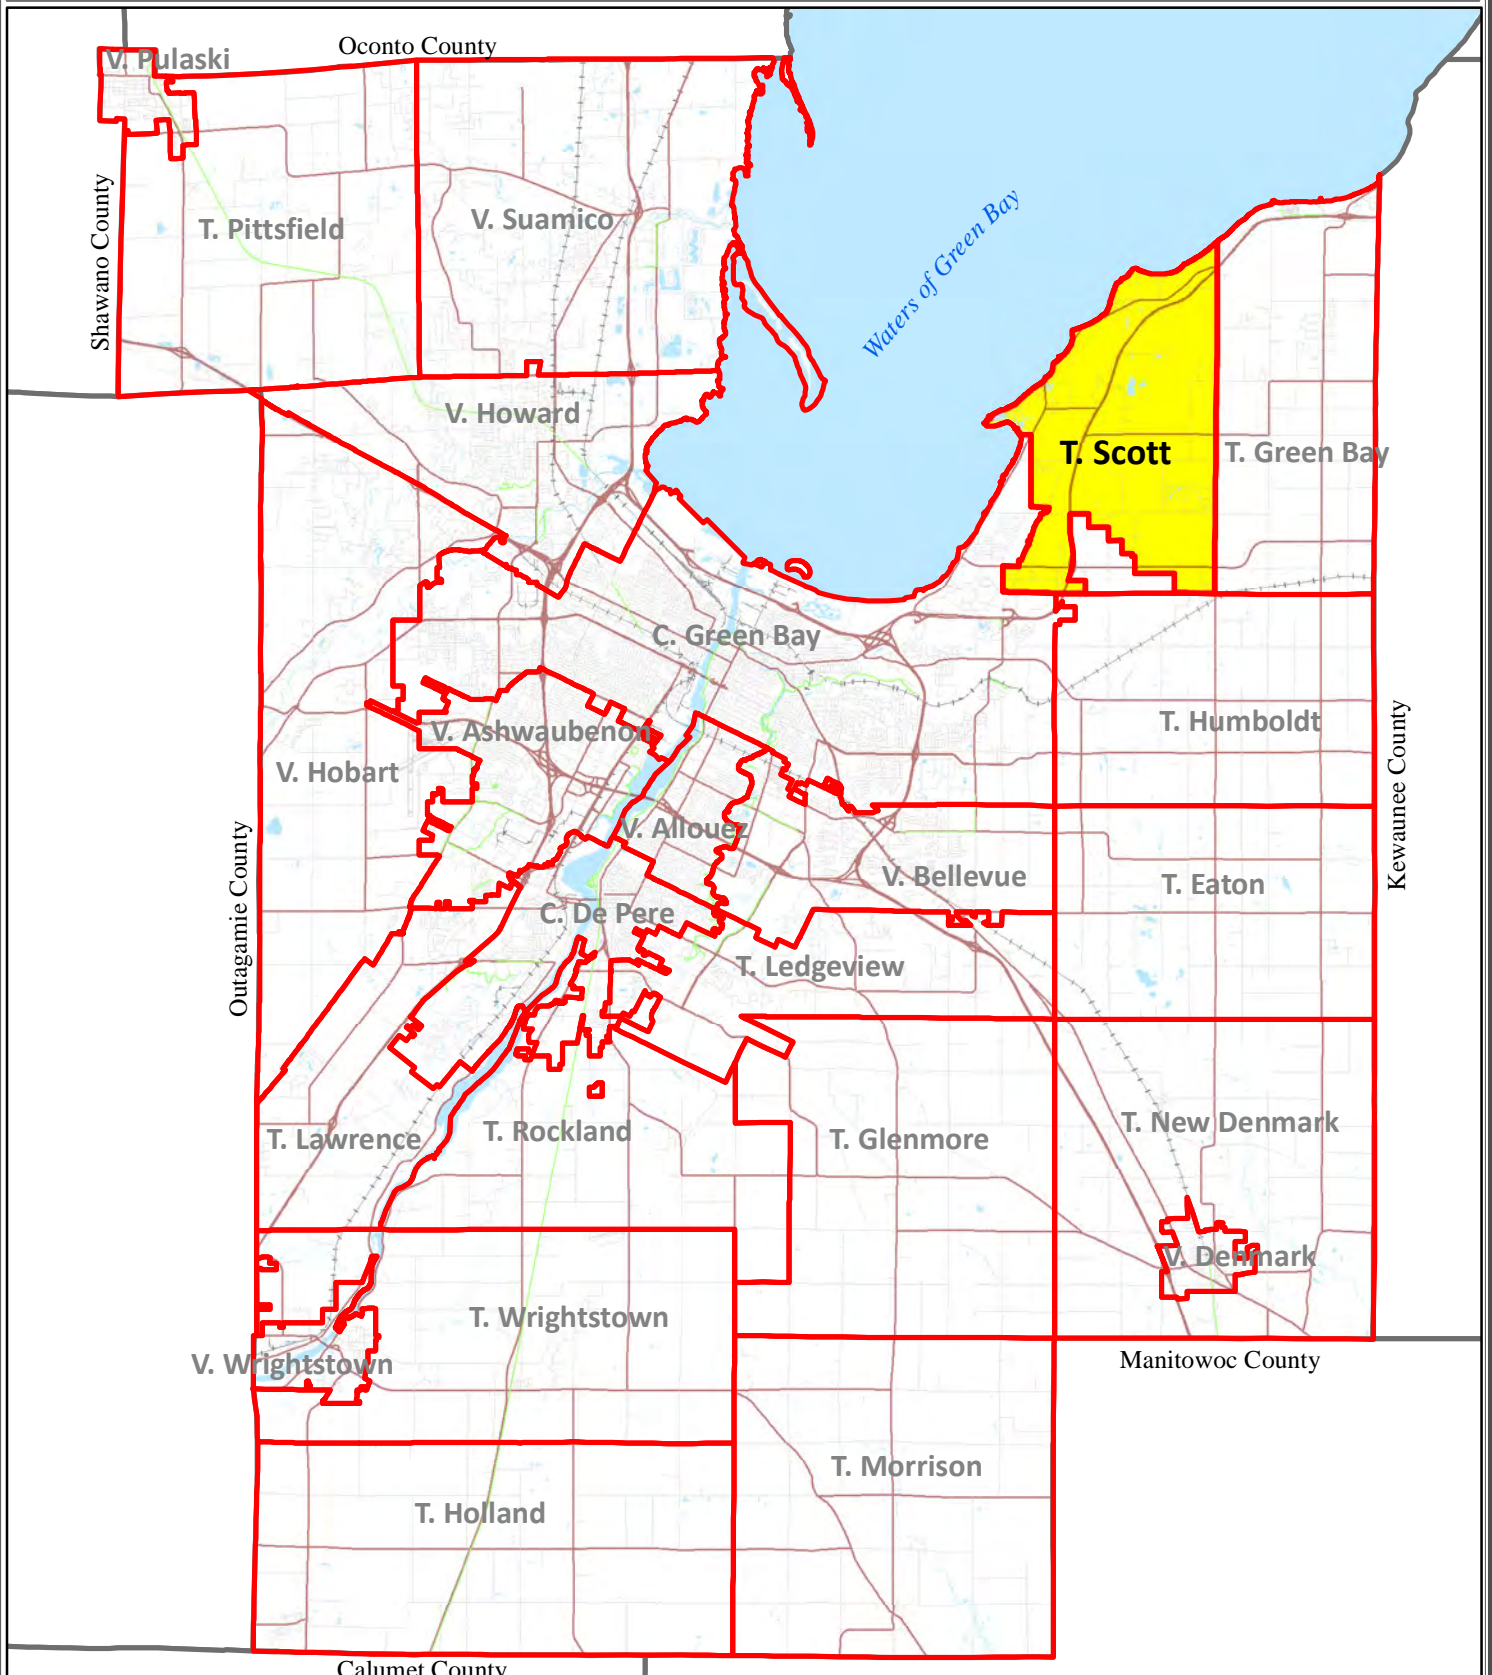 Oconto County
V. Pulaski
Shawano County
T. Pittsfield
V. Suamico
Waters of Green Bay
V. Howard
T. Scott
T. Green Bay
C. Green Bay
T. Humboldt
V. Ashwaubenon
V. Hobart
Kewaunee County
V. Allouez
Outagamie County
V. Bellevue
T. Eaton
C. De Pere
T. Ledgeview
T. New Denmark
T. Lawrence
T. Rockland
T. Glenmore
V. Denmark
T. Wrightstown
V. Wrightstown
Manitowoc County
T. Morrison
T. Holland
Calumet County